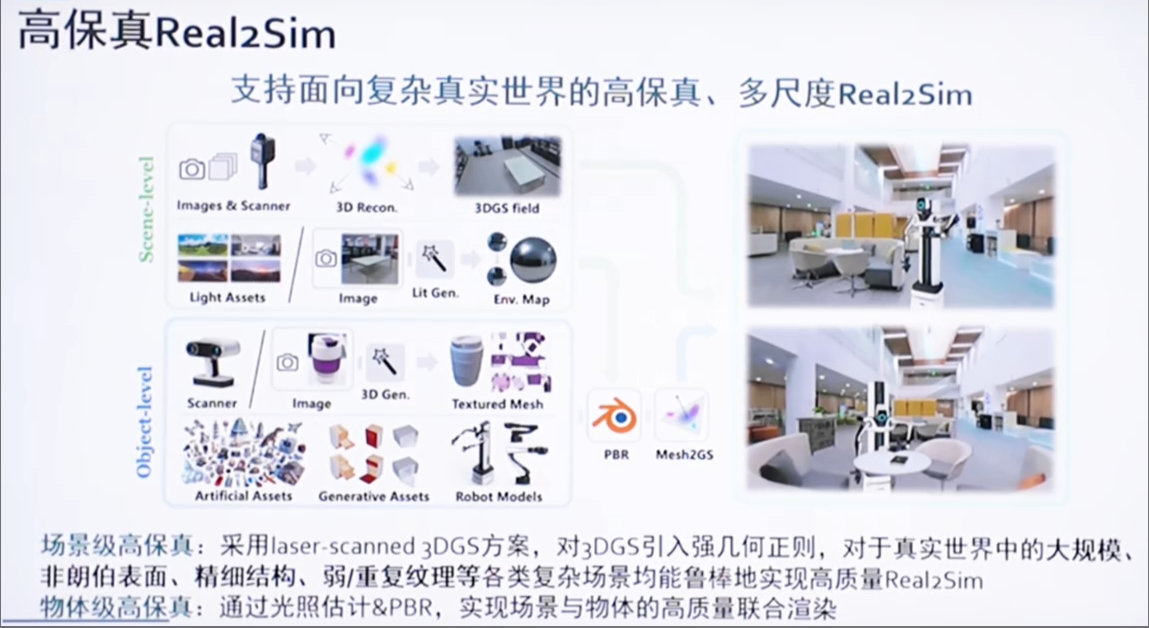 高保真Real2Sim
支持面向复杂真实世界的高保真、多尺度Real2Sim
Scene-level
Images & Scanner
3D Recon.
3DGS field
Light Assets
Image
Lit Gen.
Env. Map
Object-level
Scanner
Image
3D Gen.
Textured Mesh
Artificial Assets
Generative Assets
Robot Models
PBR
Mesh2GS
场景级高保真：采用laser-scanned 3DGS方案，对3DGS引入强几何正则，对于真实世界中的大规模、
非朗伯表面、精细结构、弱/重复纹理等各类复杂场景均能鲁棒地实现高质量Real2Sim
物体级高保真：通过光照估计&PBR，实现场景与物体的高质量联合渲染